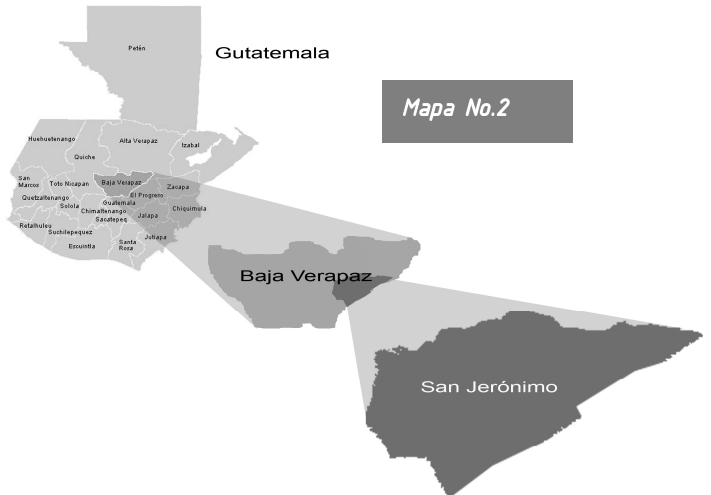 Petén
Gutatemala
Mapa No.2
Huehuetenango
Alta Verapaz
Izabal
Quiche
San
Marcos
Toto Nicapan
Baja Verapaz
Zacapa
Quetzaltenango
El Progrero
Solola
Guatemala
Chimaltenango
Chiquimula
Sacatepeq
Jalapa
Retalhuleu
Suchilepequez
Jutiapa
Escuintla
Santa
Rosa
Baja Verapaz
San Jerónimo